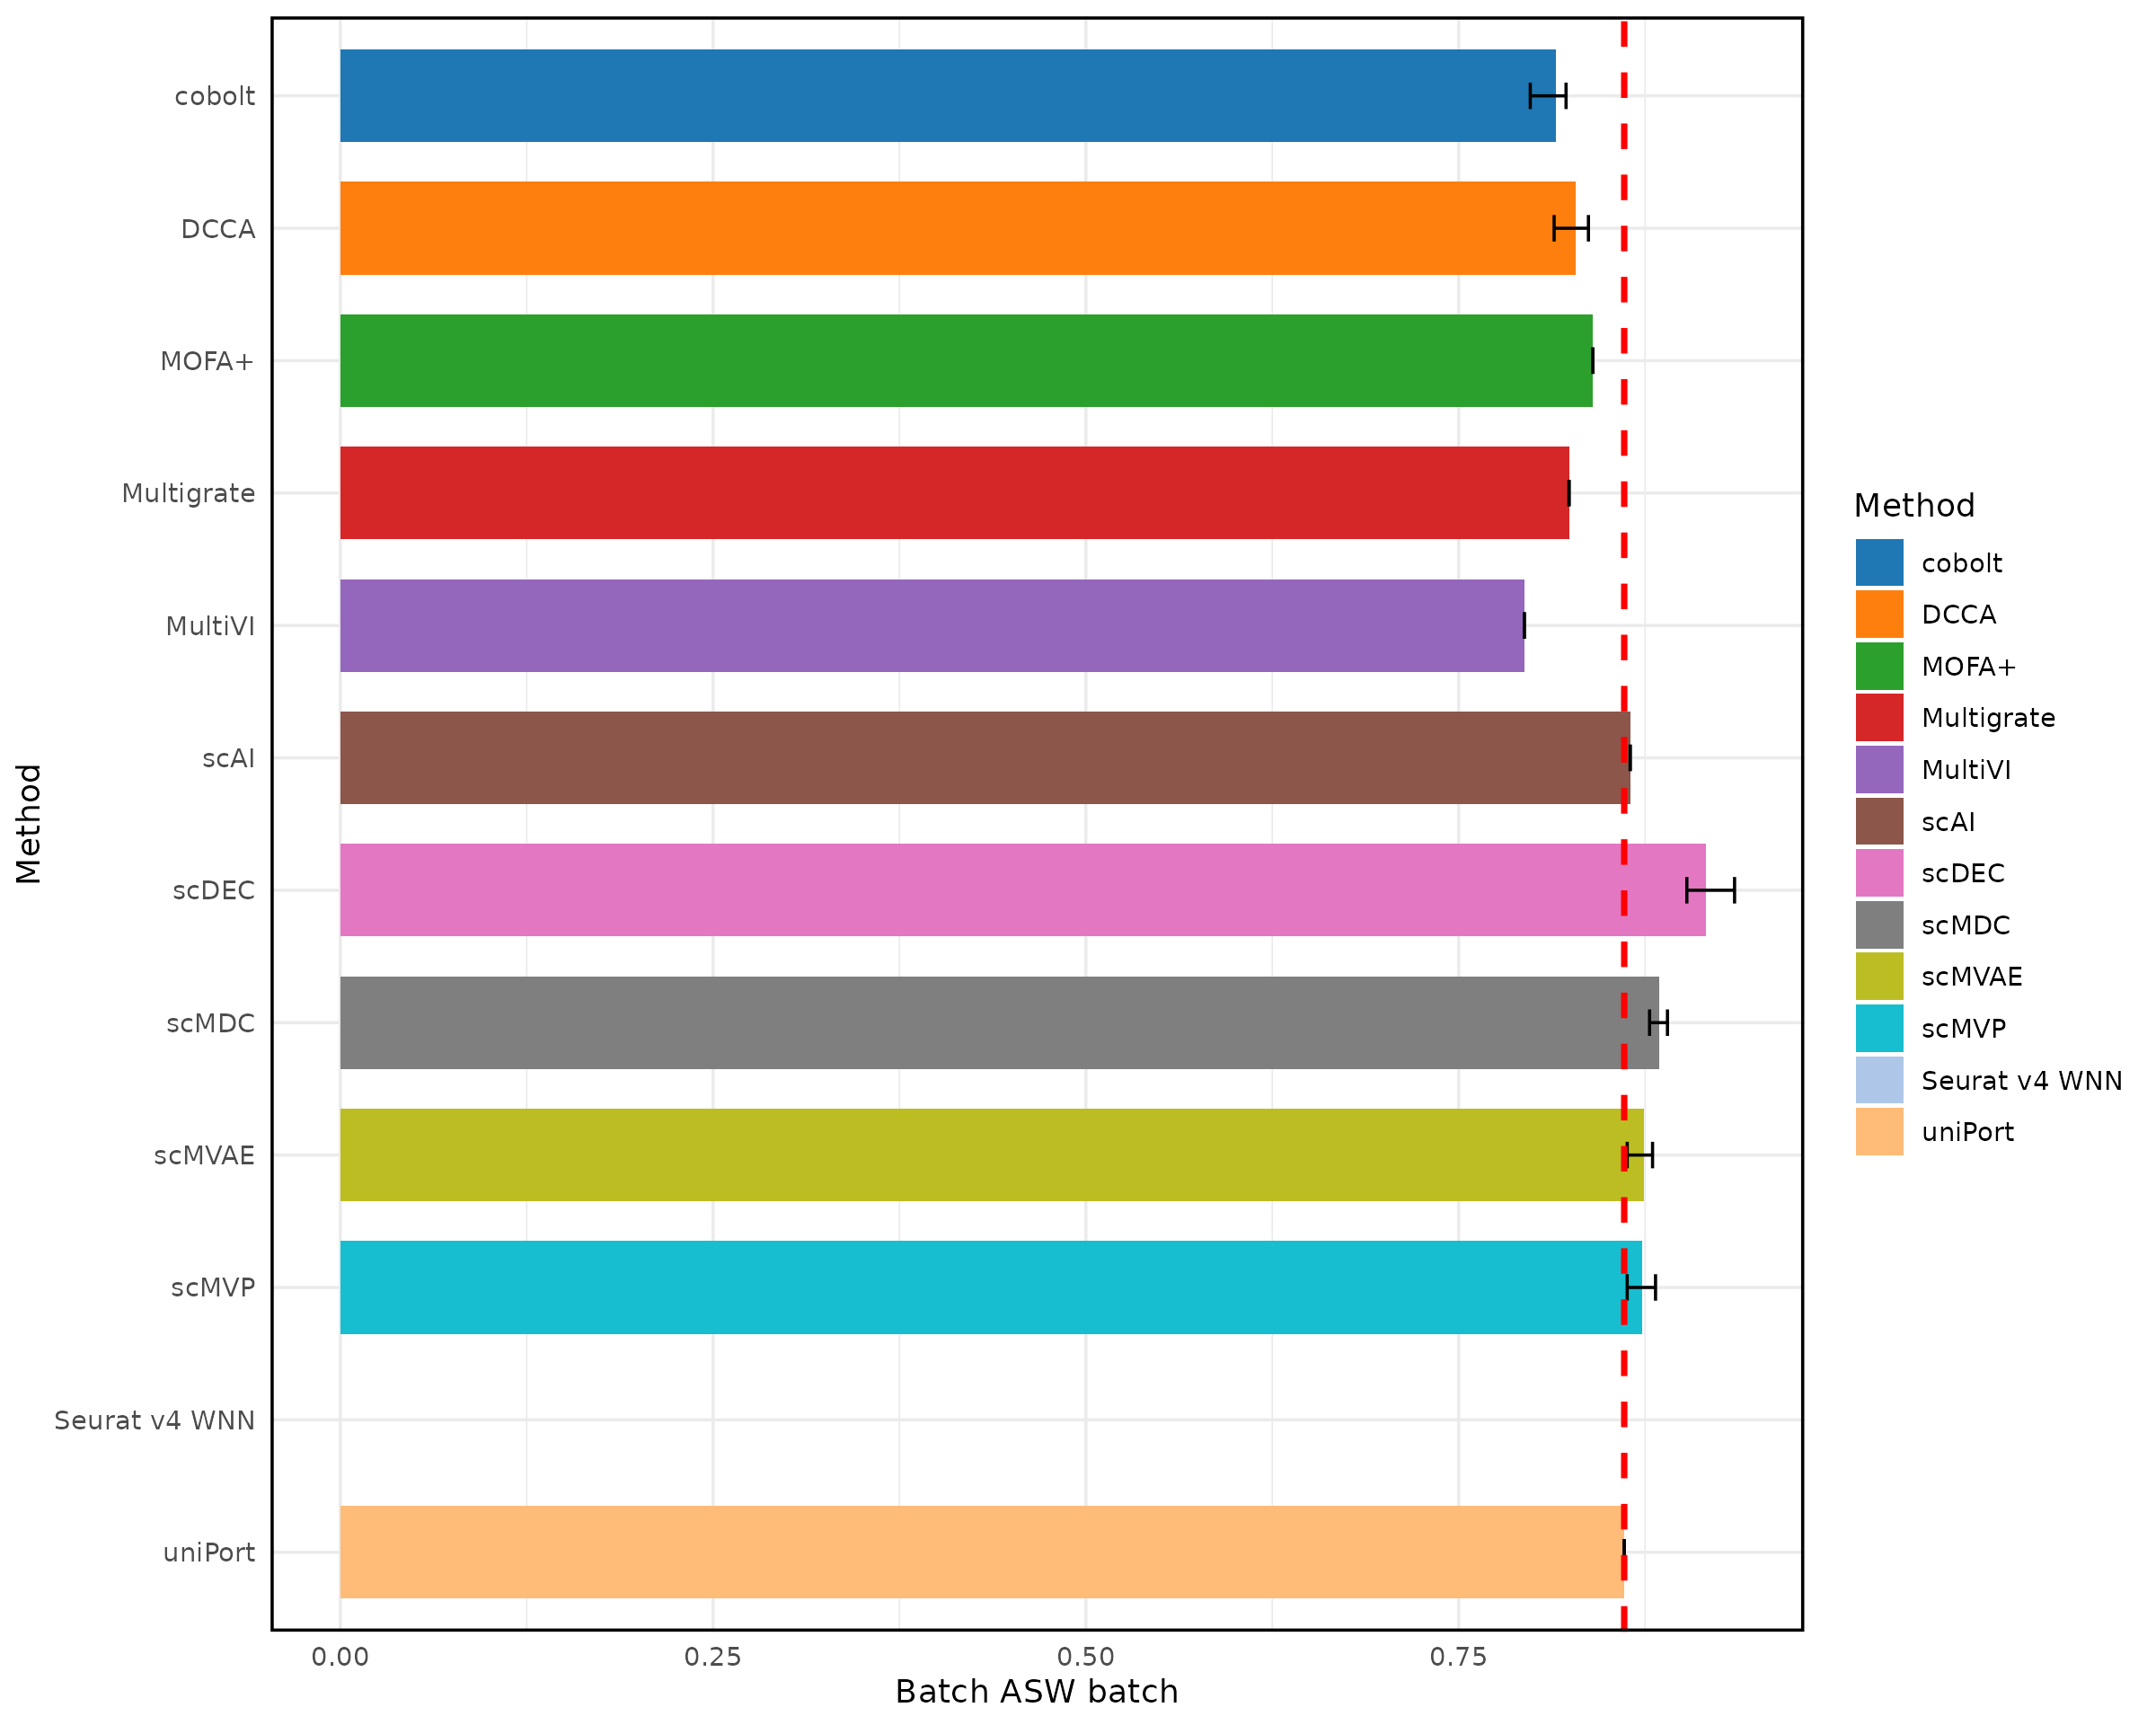 cobolt
DCCA
MOFA+
Multigrate
MultiVI
scAI
scDEC
scMDC
scMVAE
scMVP
Seurat v4 WNN
uniPort
Method
0.00 0.25 0.50 0.75
Batch ASW batch
Method
cobolt
DCCA
MOFA+
Multigrate
MultiVI
scAI
scDEC
scMDC
scMVAE
scMVP
Seurat v4 WNN
uniPort